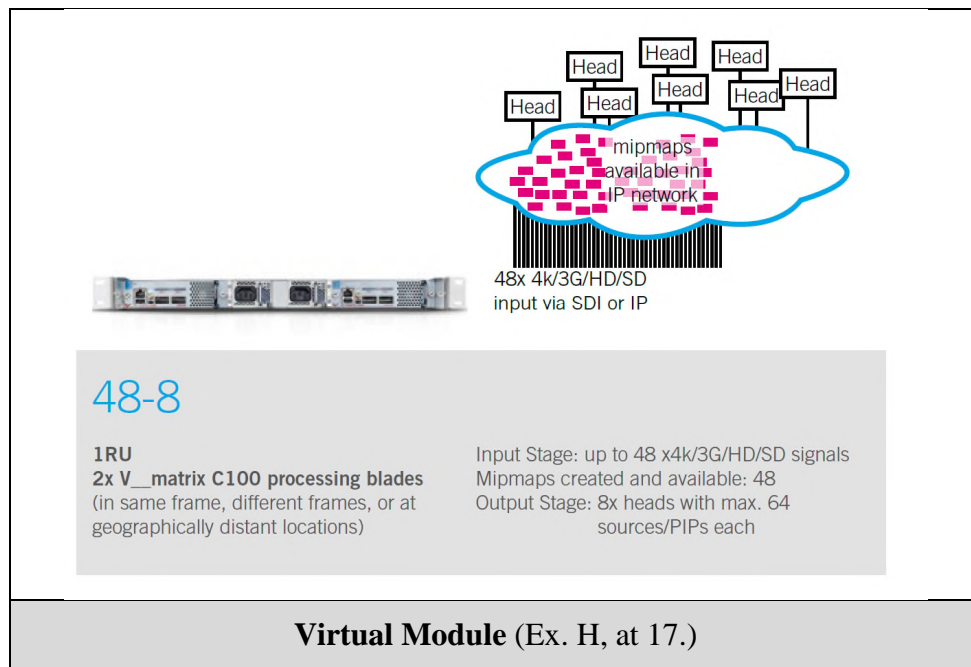 Head
Head
Head
Head
Head
Head
Head
Head
Head
mipmaps
available in
IP network
48x 4k/3G/HD/SD
input via SDI or IP
48-8
1RU
2x V__matrix C100 processing blades
(in same frame, different frames, or at
geographically distant locations)
Input Stage: up to 48 x4k/3G/HD/SD signals
Mipmaps created and available: 48
Output Stage: 8x heads with max. 64
sources/PIPs each
Virtual Module (Ex. H, at 17.)